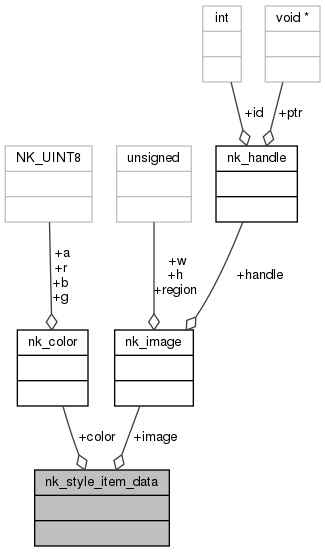 int
void *
+id
+ptr
NK_UINT8
unsigned
nk_handle
+a
+r
+b
+g
+w
+h
+region
+handle
nk_color
nk_image
+color
+image
nk_style_item_data